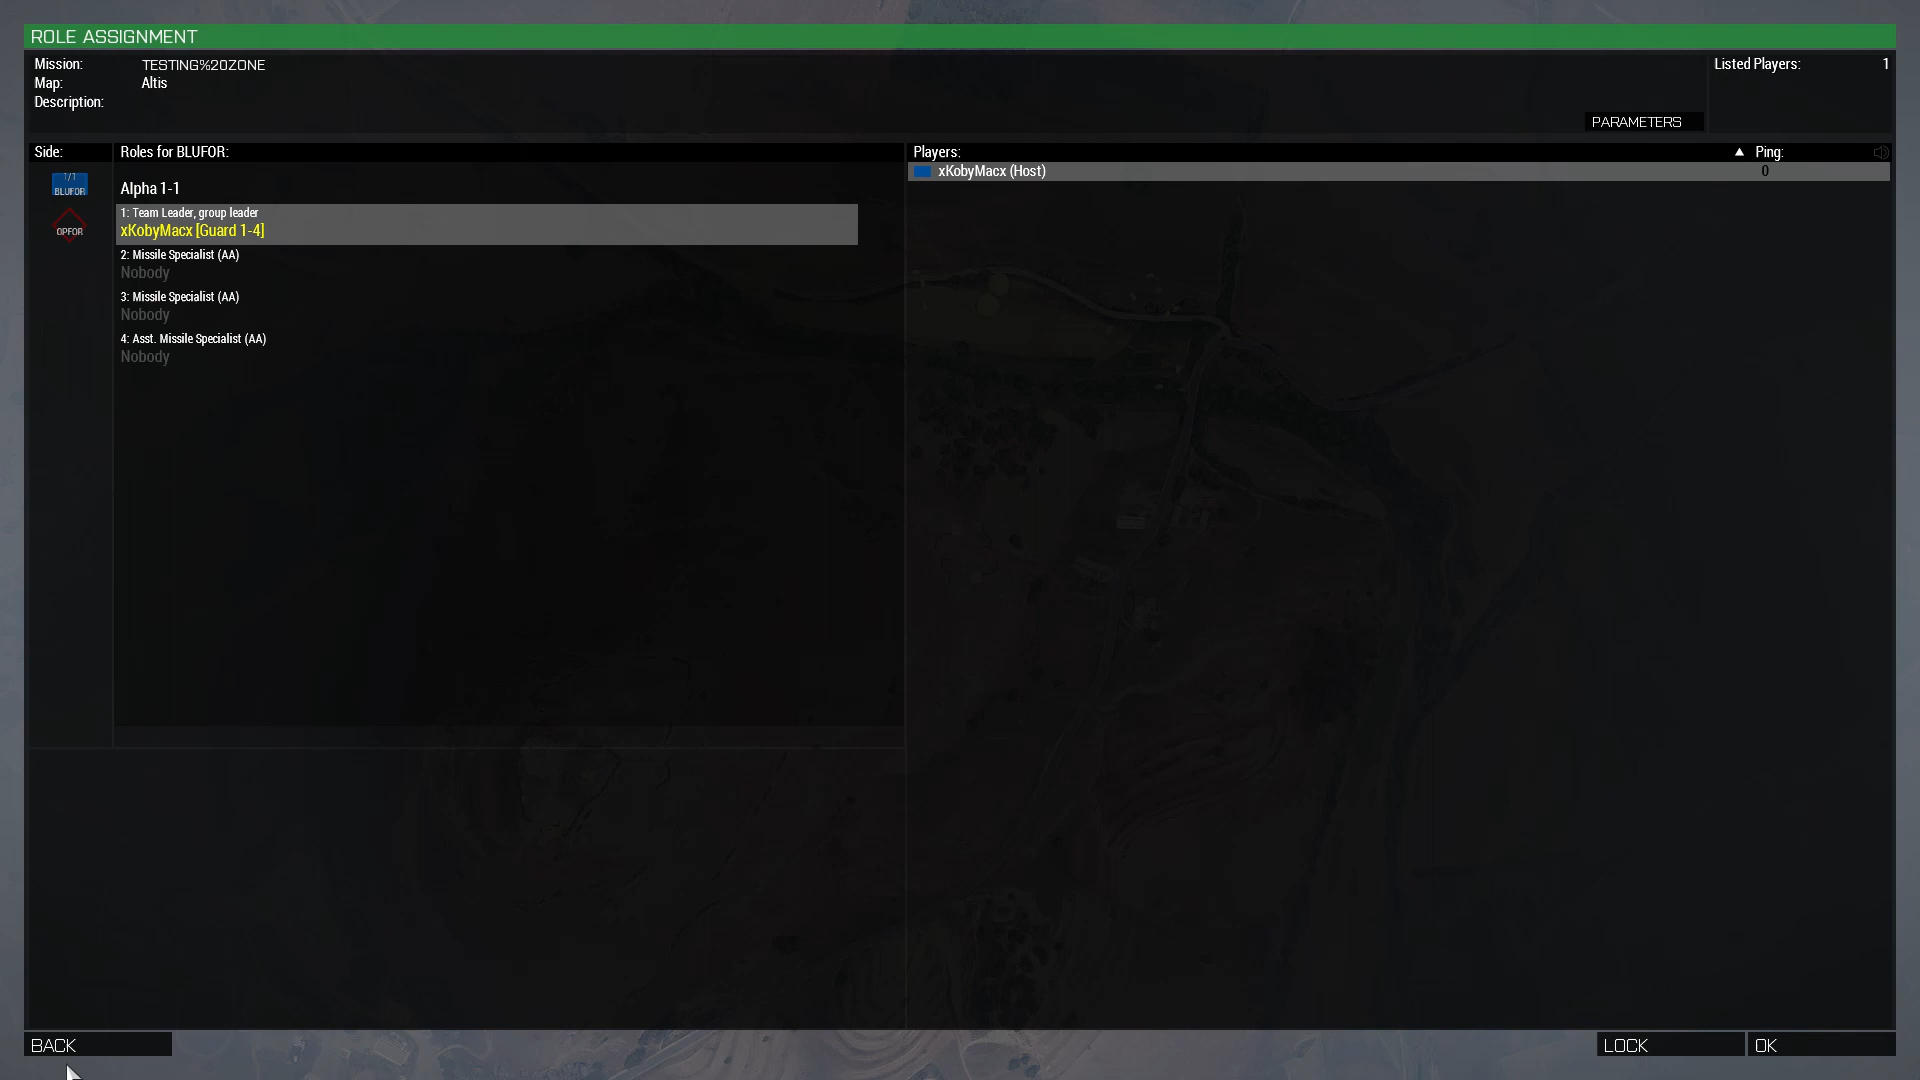 ROLE ASSIGNMENT
Mission: TESTING%20ZONE
Map: Altis
Description:
Listed Players: 1
PARAMETERS
Side:
1/1
BLUFOR
OPFOR
Roles for BLUFOR:
Alpha 1-1
1: Team Leader, group leader
xKobyMacx [Guard 1-4]
2: Missile Specialist (AA)
Nobody
3: Missile Specialist (AA)
Nobody
4: Asst. Missile Specialist (AA)
Nobody
Players: ▲ Ping:
xKobyMacx (Host) 0
BACK
LOCK
OK